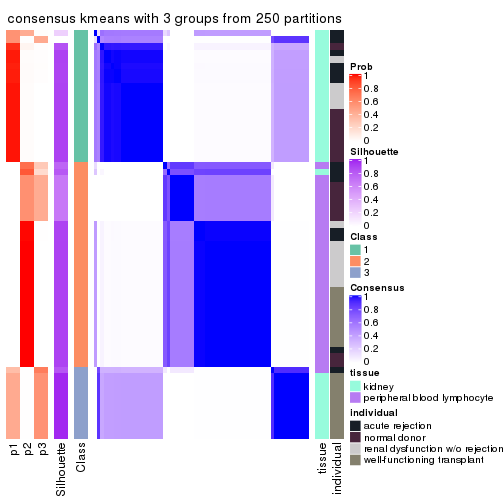 consensus kmeans with 3 groups from 250 partitions
Prob
1
0.8
0.6
0.4
0.2
0
Silhouette
1
0.8
0.6
0.4
0.2
0
Class
1
2
3
Consensus
1
0.8
0.6
0.4
0.2
0
tissue
kidney
peripheral blood lymphocyte
individual
acute rejection
normal donor
renal dysfunction w/o rejection
well-functioning transplant
p1
p2
p3
Silhouette
Class
tissue
individual